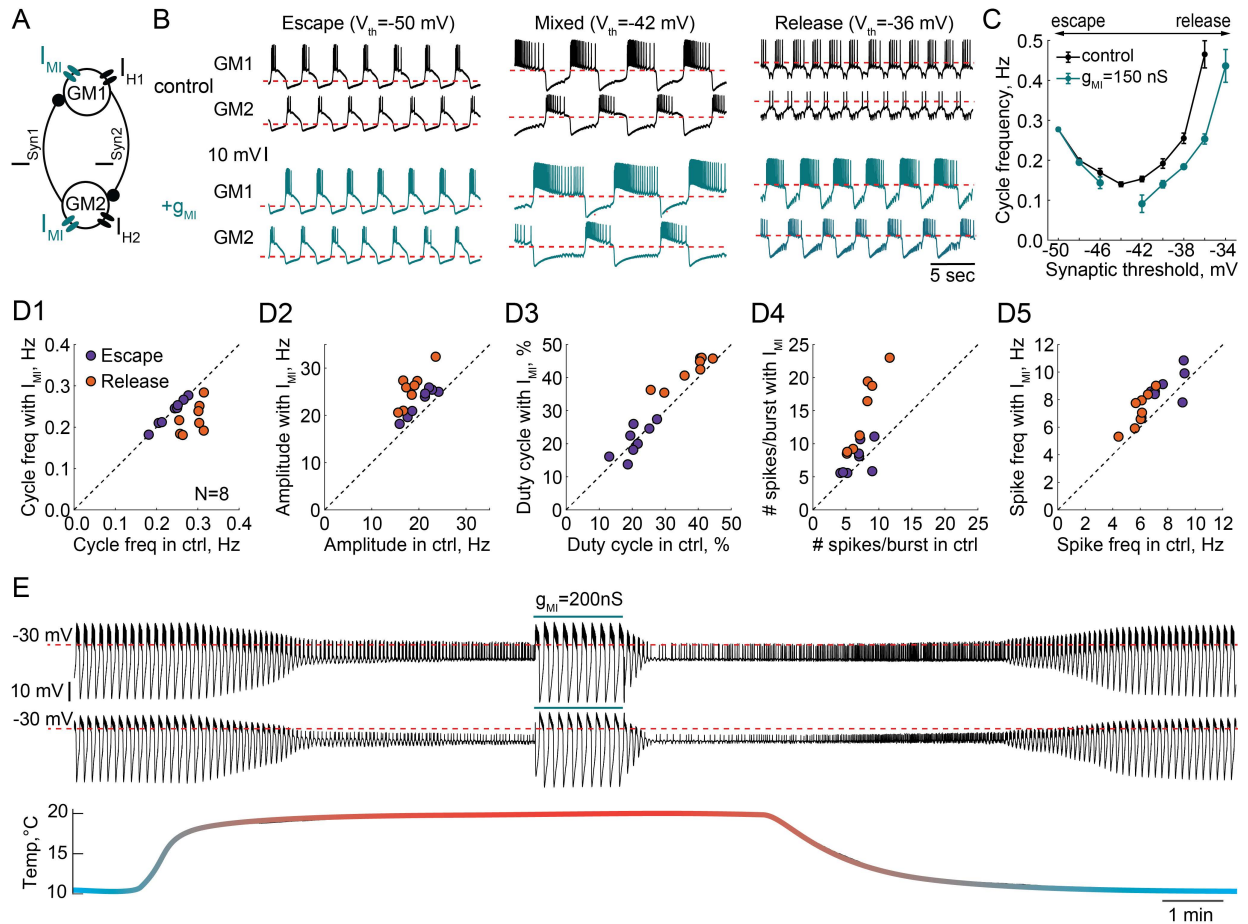 A
I_MI
I_H1
GM1
I_Syn1
I_Syn2
GM2
I_MI
I_H2
B
Escape (V_th=-50 mV)
Mixed (V_th=-42 mV)
Release (V_th=-36 mV)
GM1
control
GM2
10 mV
GM1
+g_MI
GM2
5 sec
C
escape
release
control
g_MI=150 nS
Cycle frequency, Hz
0.5
0.4
0.3
0.2
0.1
0.0
-50
-46
-42
-38
-34
Synaptic threshold, mV
D1
Escape
Release
Cycle freq with I_MI, Hz
0.4
0.3
0.2
0.1
0.0
N=8
0.0
0.1
0.2
0.3
0.4
Cycle freq in ctrl, Hz
D2
Amplitude with I_MI, Hz
30
20
10
0
0
10
20
30
Amplitude in ctrl, Hz
D3
Duty cycle with I_MI, %
50
40
30
20
10
0
0
10
20
30
40
50
Duty cycle in ctrl, %
D4
# spikes/burst with I_MI
25
20
15
10
5
0
0
5
10
15
20
25
# spikes/burst in ctrl
D5
Spike freq with I_MI, Hz
12
10
8
6
4
2
0
0
2
4
6
8
10
12
Spike freq in ctrl, Hz
E
g_MI=200nS
-30 mV
10 mV
-30 mV
Temp,°C
20
10
1 min